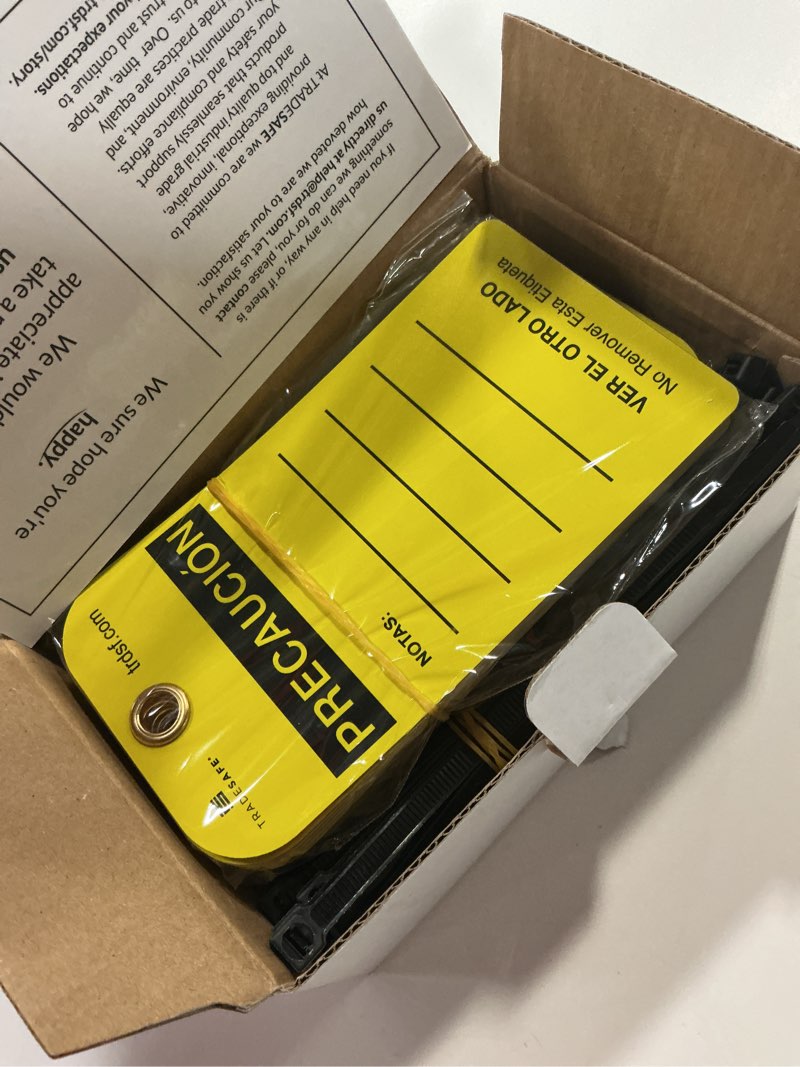 We sure hope you're
happy.
We
appreciate
take a
At TRADESAFE we are committed to
providing exceptional, innovative,
and top quality industrial grade
products that seamlessly support
your safety and compliance efforts.
Our community, environment, and
trade practices are equally
to us. Over time, we hope
trust and continue to
your expectations.
trdsf.com/story.
If you need help in any way, or if there is
something we can do for you, please contact
us directly at help@trdsf.com. Let us show you
how devoted we are to your satisfaction.
trdsf.com
TRADESAFE®
PRECAUCIÓN
NOTAS:
VER EL OTRO LADO
No Remover Esta Etiqueta